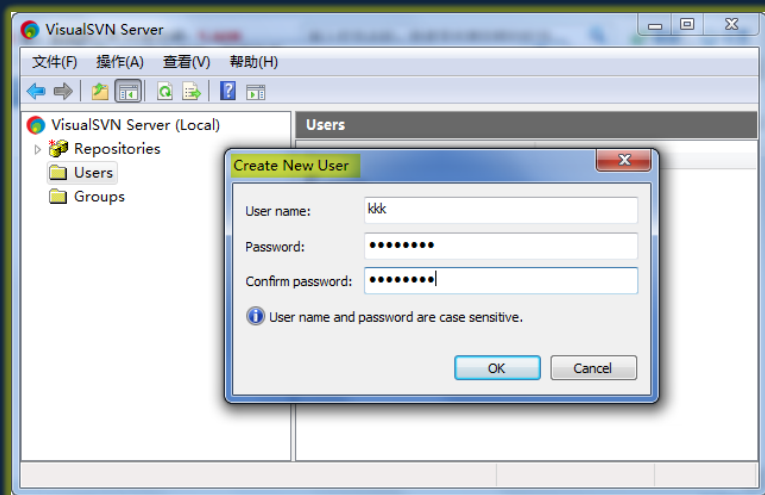 VisualSVN Server
文件(F) 操作(A) 查看(V) 帮助(H)
VisualSVN Server (Local)
Repositories
Users
Groups
Users
Create New User
User name: kkk
Password: ••••••••
Confirm password: ••••••••
User name and password are case sensitive.
OK Cancel